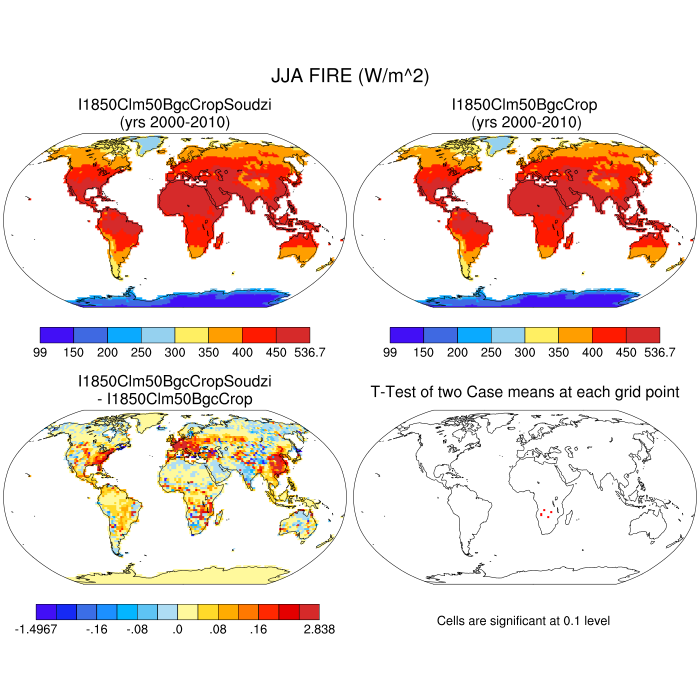 JJA FIRE (W/m^2)
I1850Clm50BgcCropSoudzi
(yrs 2000-2010)
I1850Clm50BgcCrop
(yrs 2000-2010)
99 150 200 250 300 350 400 450 536.7
99 150 200 250 300 350 400 450 536.7
I1850Clm50BgcCropSoudzi
- I1850Clm50BgcCrop
T-Test of two Case means at each grid point
-1.4967 -.16 -.08 .0 .08 .16 2.838
Cells are significant at 0.1 level